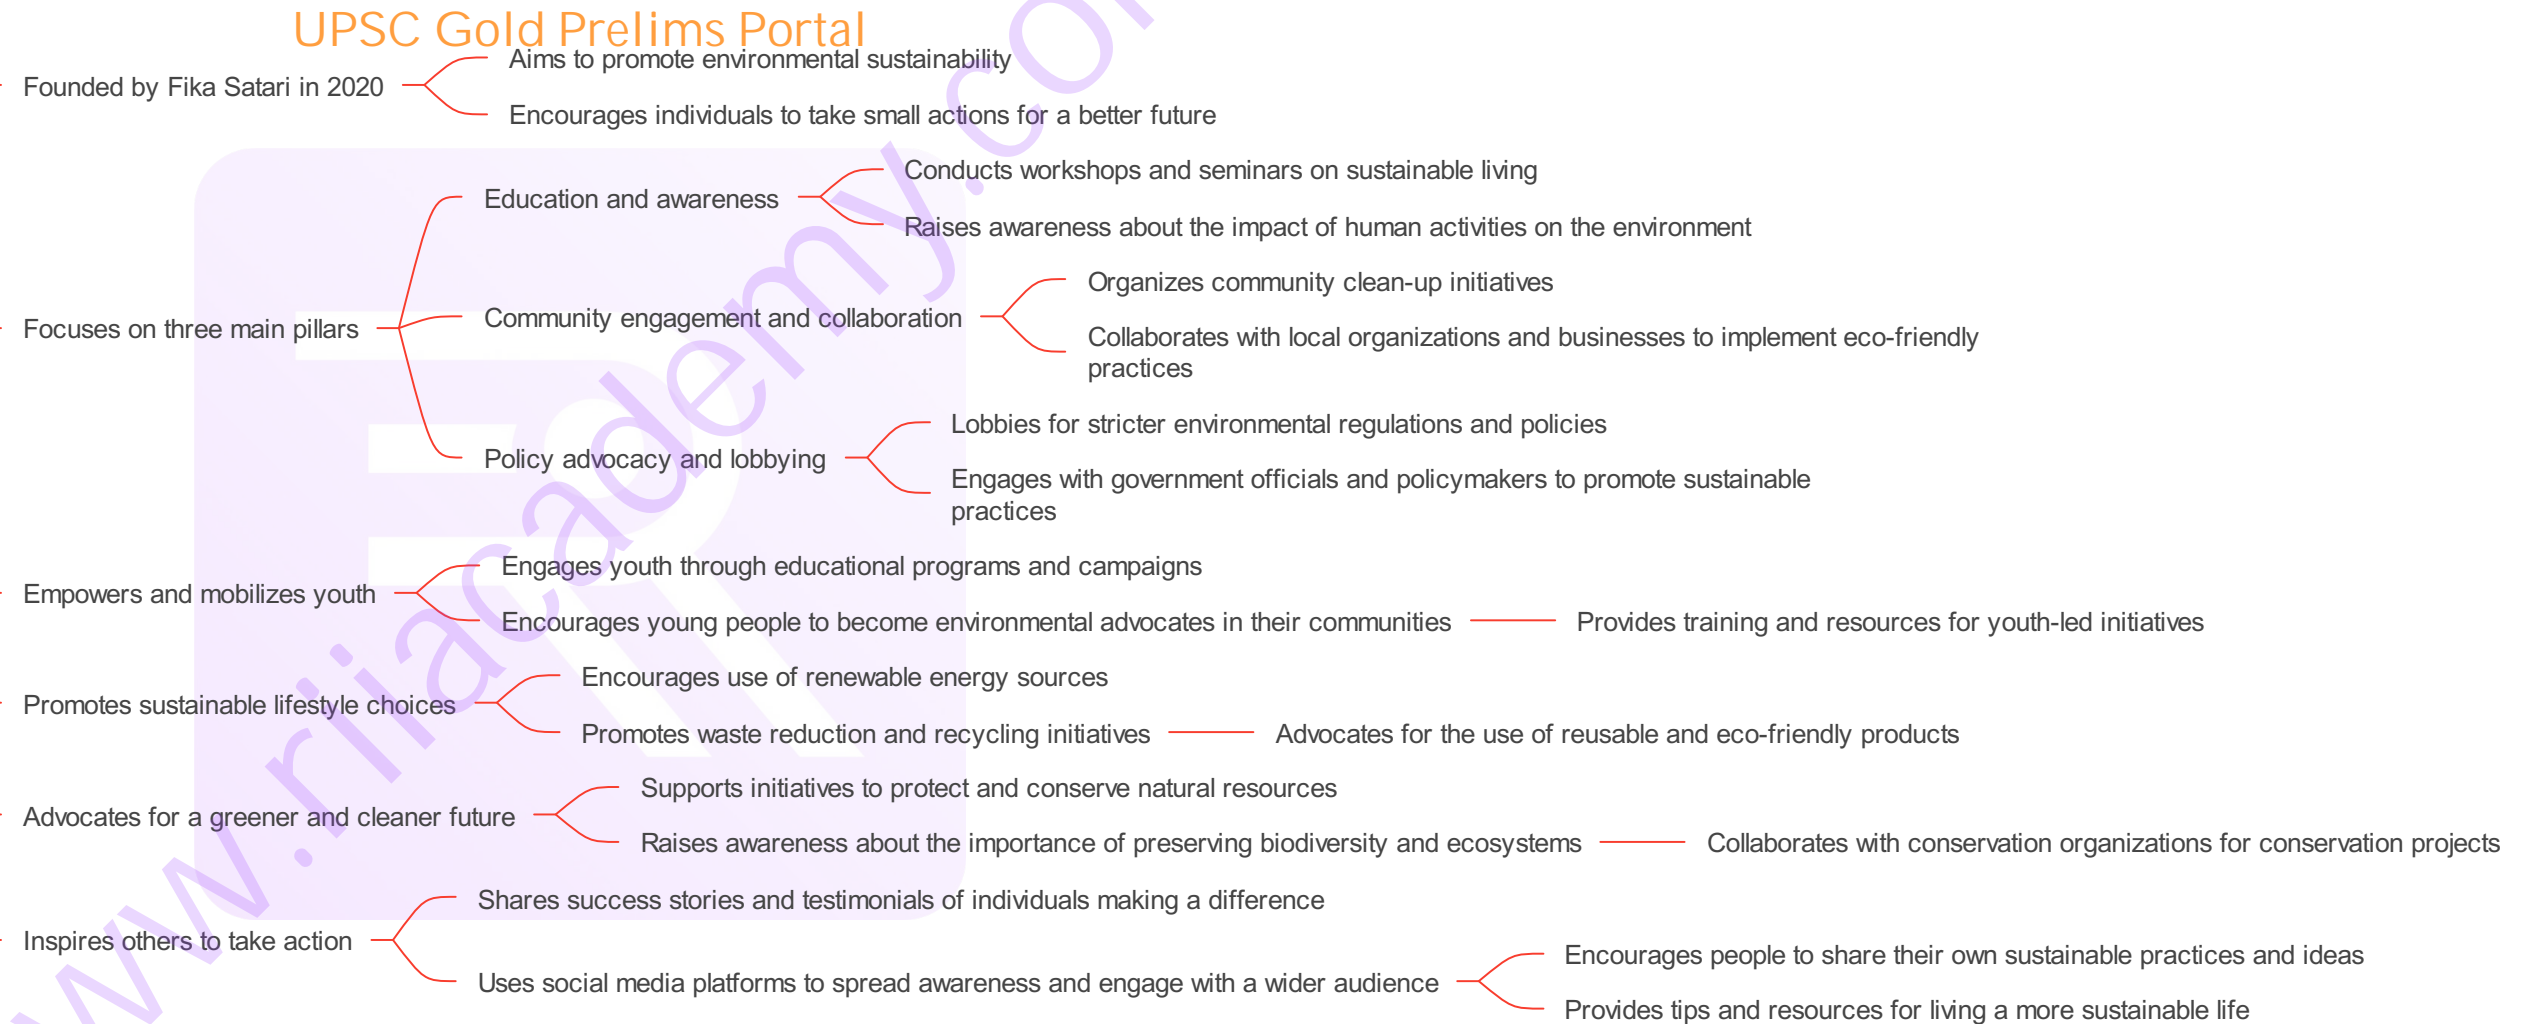 UPSC Gold Prelims Portal
Founded by Fika Satari in 2020
Aims to promote environmental sustainability
Encourages individuals to take small actions for a better future
Focuses on three main pillars
Education and awareness
Conducts workshops and seminars on sustainable living
Raises awareness about the impact of human activities on the environment
Community engagement and collaboration
Organizes community clean-up initiatives
Collaborates with local organizations and businesses to implement eco-friendly
practices
Policy advocacy and lobbying
Lobbies for stricter environmental regulations and policies
Engages with government officials and policymakers to promote sustainable
practices
Empowers and mobilizes youth
Engages youth through educational programs and campaigns
Encourages young people to become environmental advocates in their communities
Provides training and resources for youth-led initiatives
Promotes sustainable lifestyle choices
Encourages use of renewable energy sources
Promotes waste reduction and recycling initiatives
Advocates for the use of reusable and eco-friendly products
Advocates for a greener and cleaner future
Supports initiatives to protect and conserve natural resources
Raises awareness about the importance of preserving biodiversity and ecosystems
Collaborates with conservation organizations for conservation projects
Inspires others to take action
Shares success stories and testimonials of individuals making a difference
Uses social media platforms to spread awareness and engage with a wider audience
Encourages people to share their own sustainable practices and ideas
Provides tips and resources for living a more sustainable life